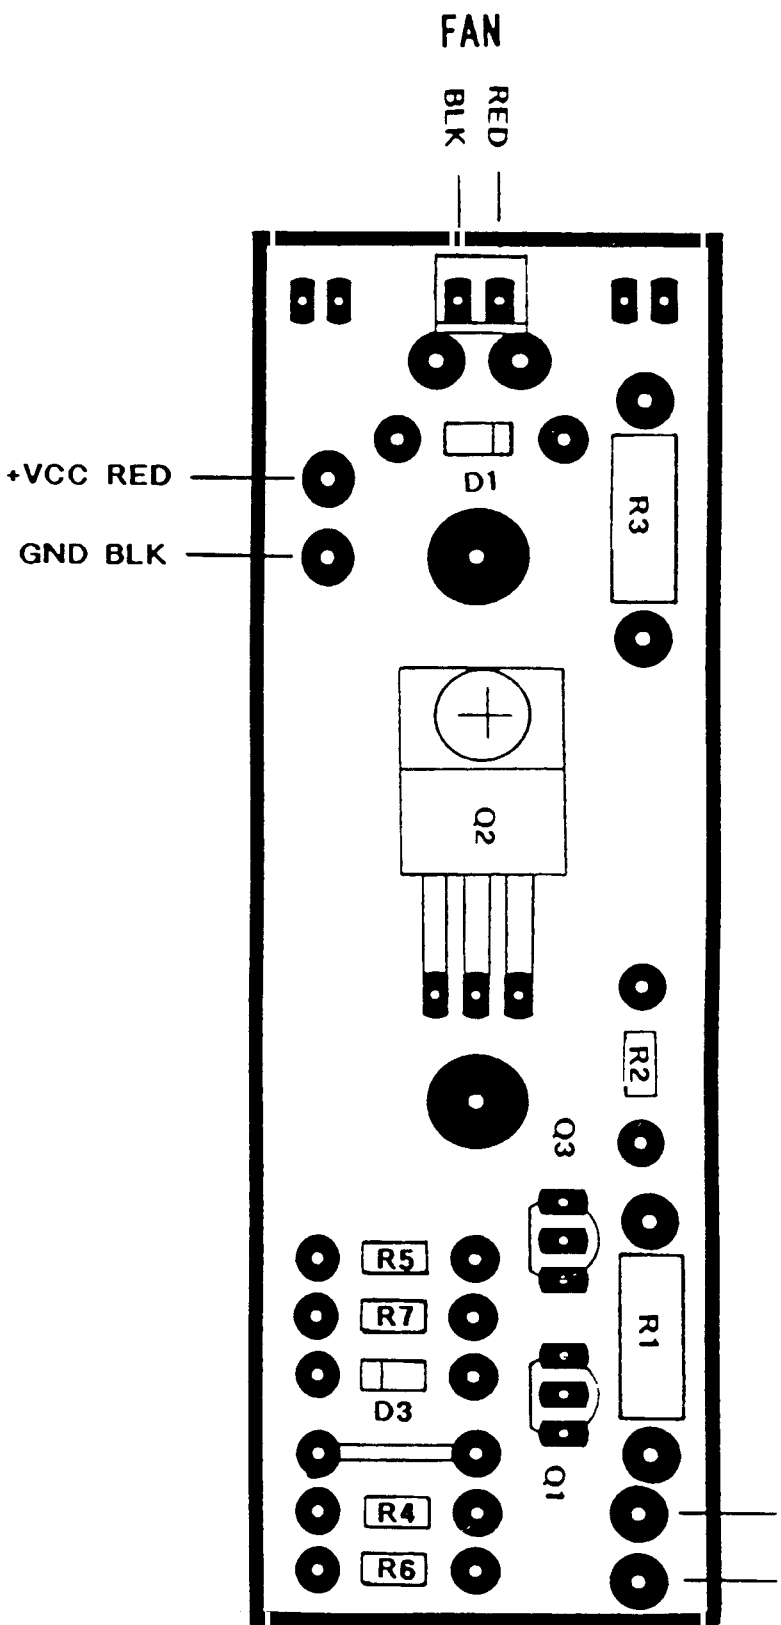 FAN
BLK
RED
+VCC RED
D1
R3
GND BLK
Q2
R2
Q3
R5
R7
R1
D3
Q1
R4
R6